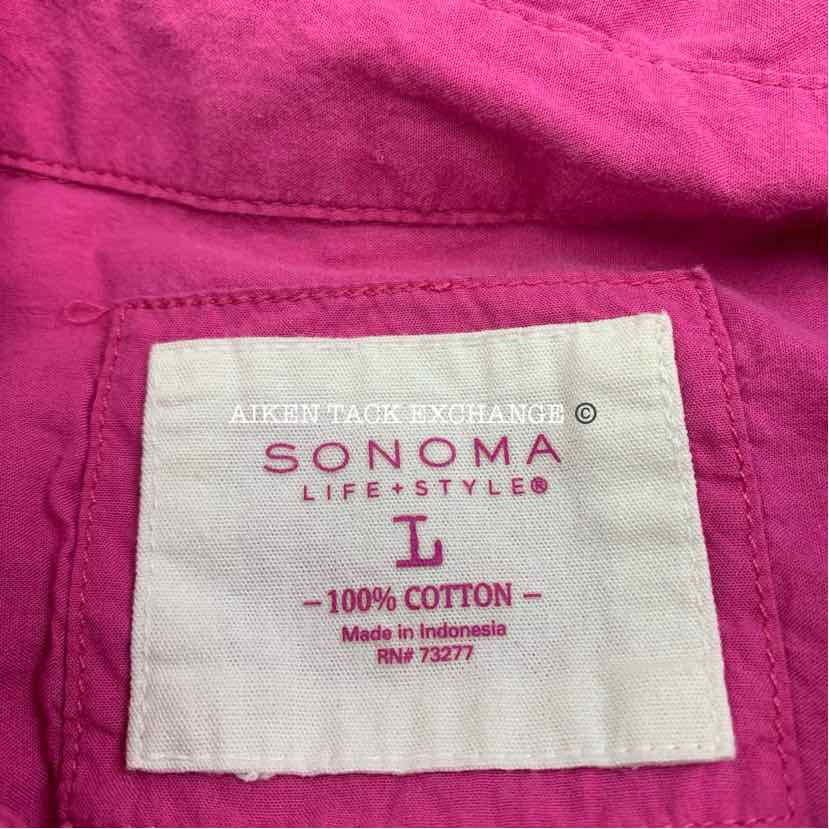 AIKEN TACK EXCHANGE ©
SONOMA
LIFE+STYLE®
L
–100% COTTON –
Made in Indonesia
RN# 73277